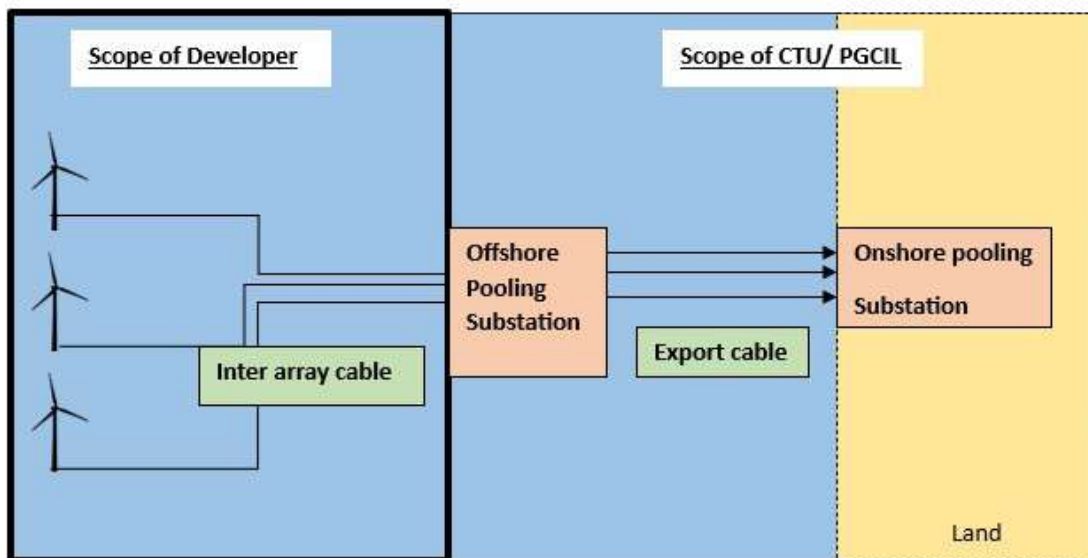 Scope of Developer
Scope of CTU/ PGCIL
Offshore
Pooling
Substation
Onshore pooling
Substation
Inter array cable
Export cable
Land